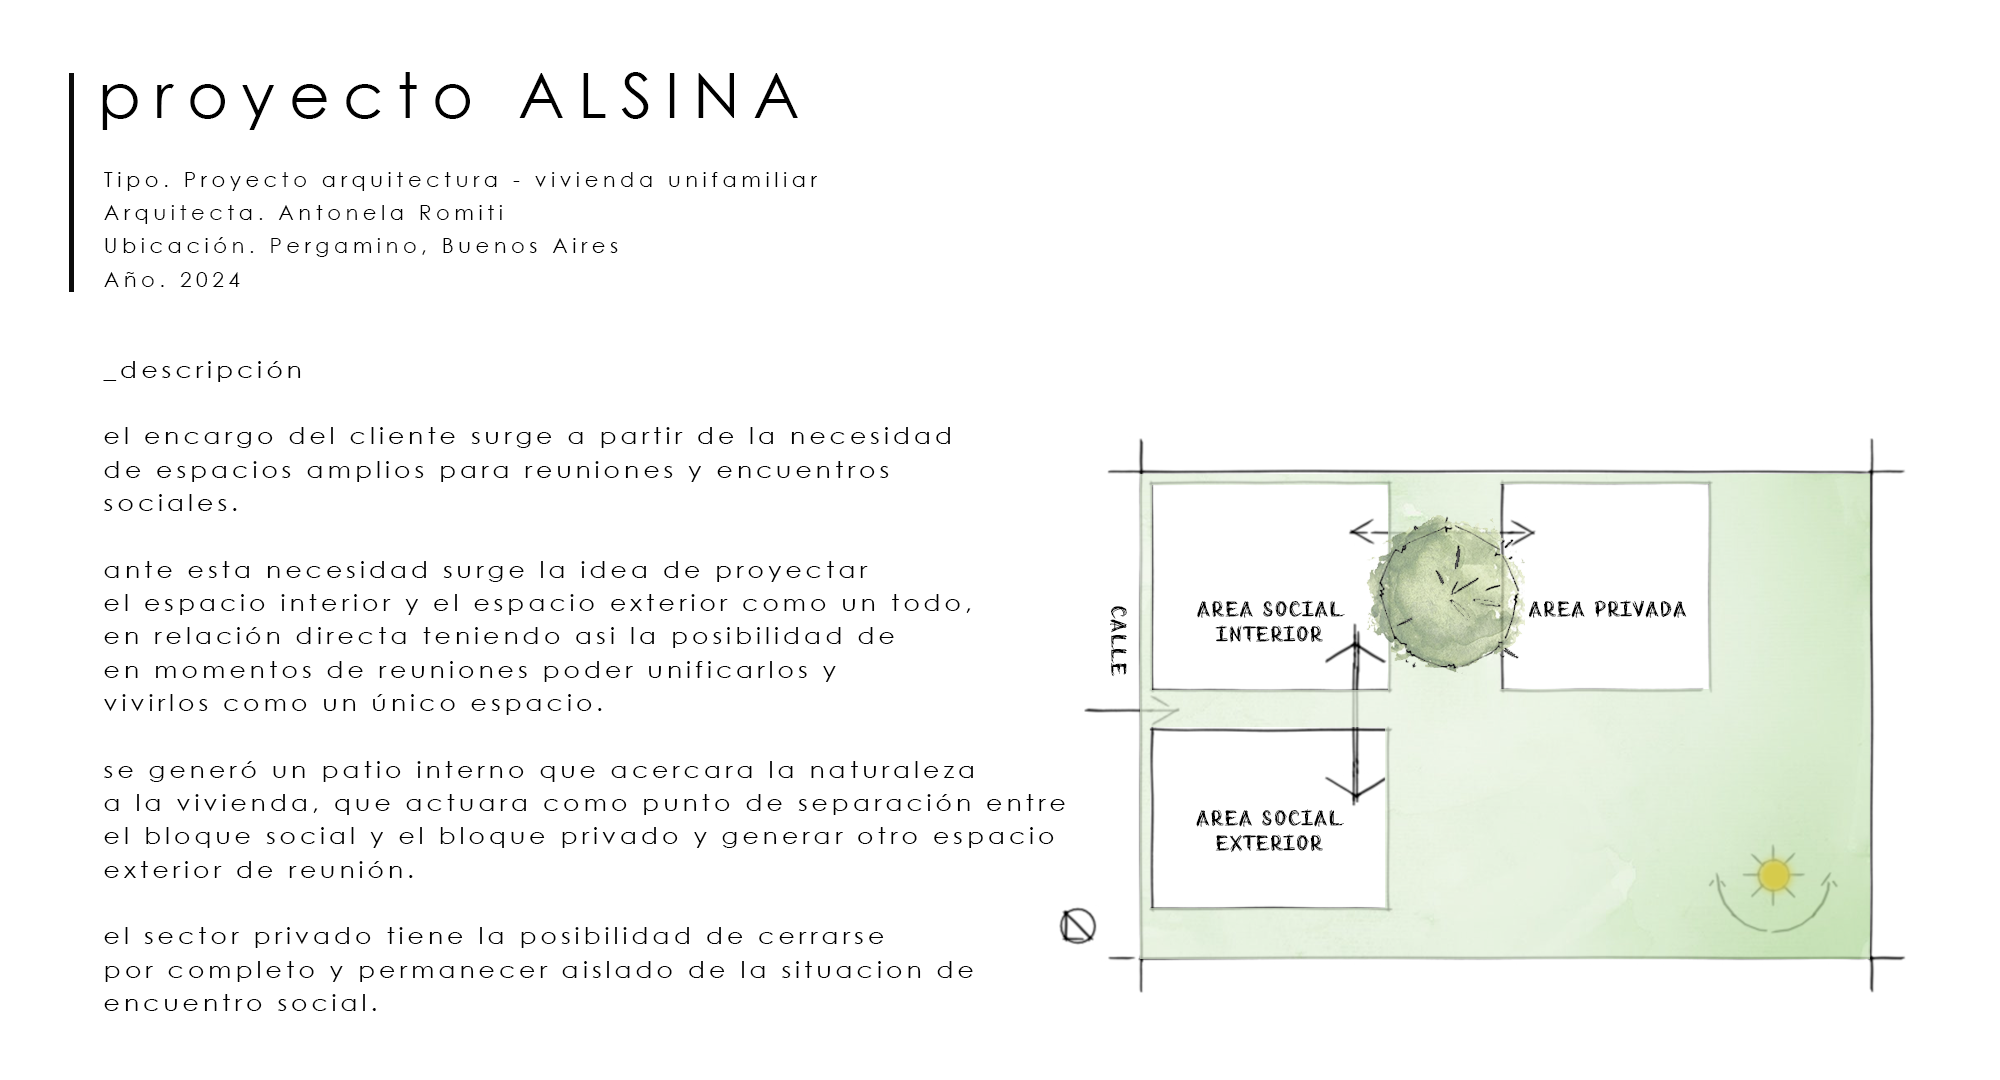 proyecto ALSINA
Tipo. Proyecto arquitectura - vivienda unifamiliar
Arquitecta. Antonela Romiti
Ubicación. Pergamino, Buenos Aires
Año. 2024
_descripción
el encargo del cliente surge a partir de la necesidad
de espacios amplios para reuniones y encuentros
sociales.
ante esta necesidad surge la idea de proyectar
el espacio interior y el espacio exterior como un todo,
en relación directa teniendo asi la posibilidad de
en momentos de reuniones poder unificarlos y
vivirlos como un único espacio.
se generó un patio interno que acercara la naturaleza
a la vivienda, que actuara como punto de separación entre
el bloque social y el bloque privado y generar otro espacio
exterior de reunión.
el sector privado tiene la posibilidad de cerrarse
por completo y permanecer aislado de la situacion de
encuentro social.
CALLE
AREA SOCIAL
INTERIOR
AREA PRIVADA
AREA SOCIAL
EXTERIOR